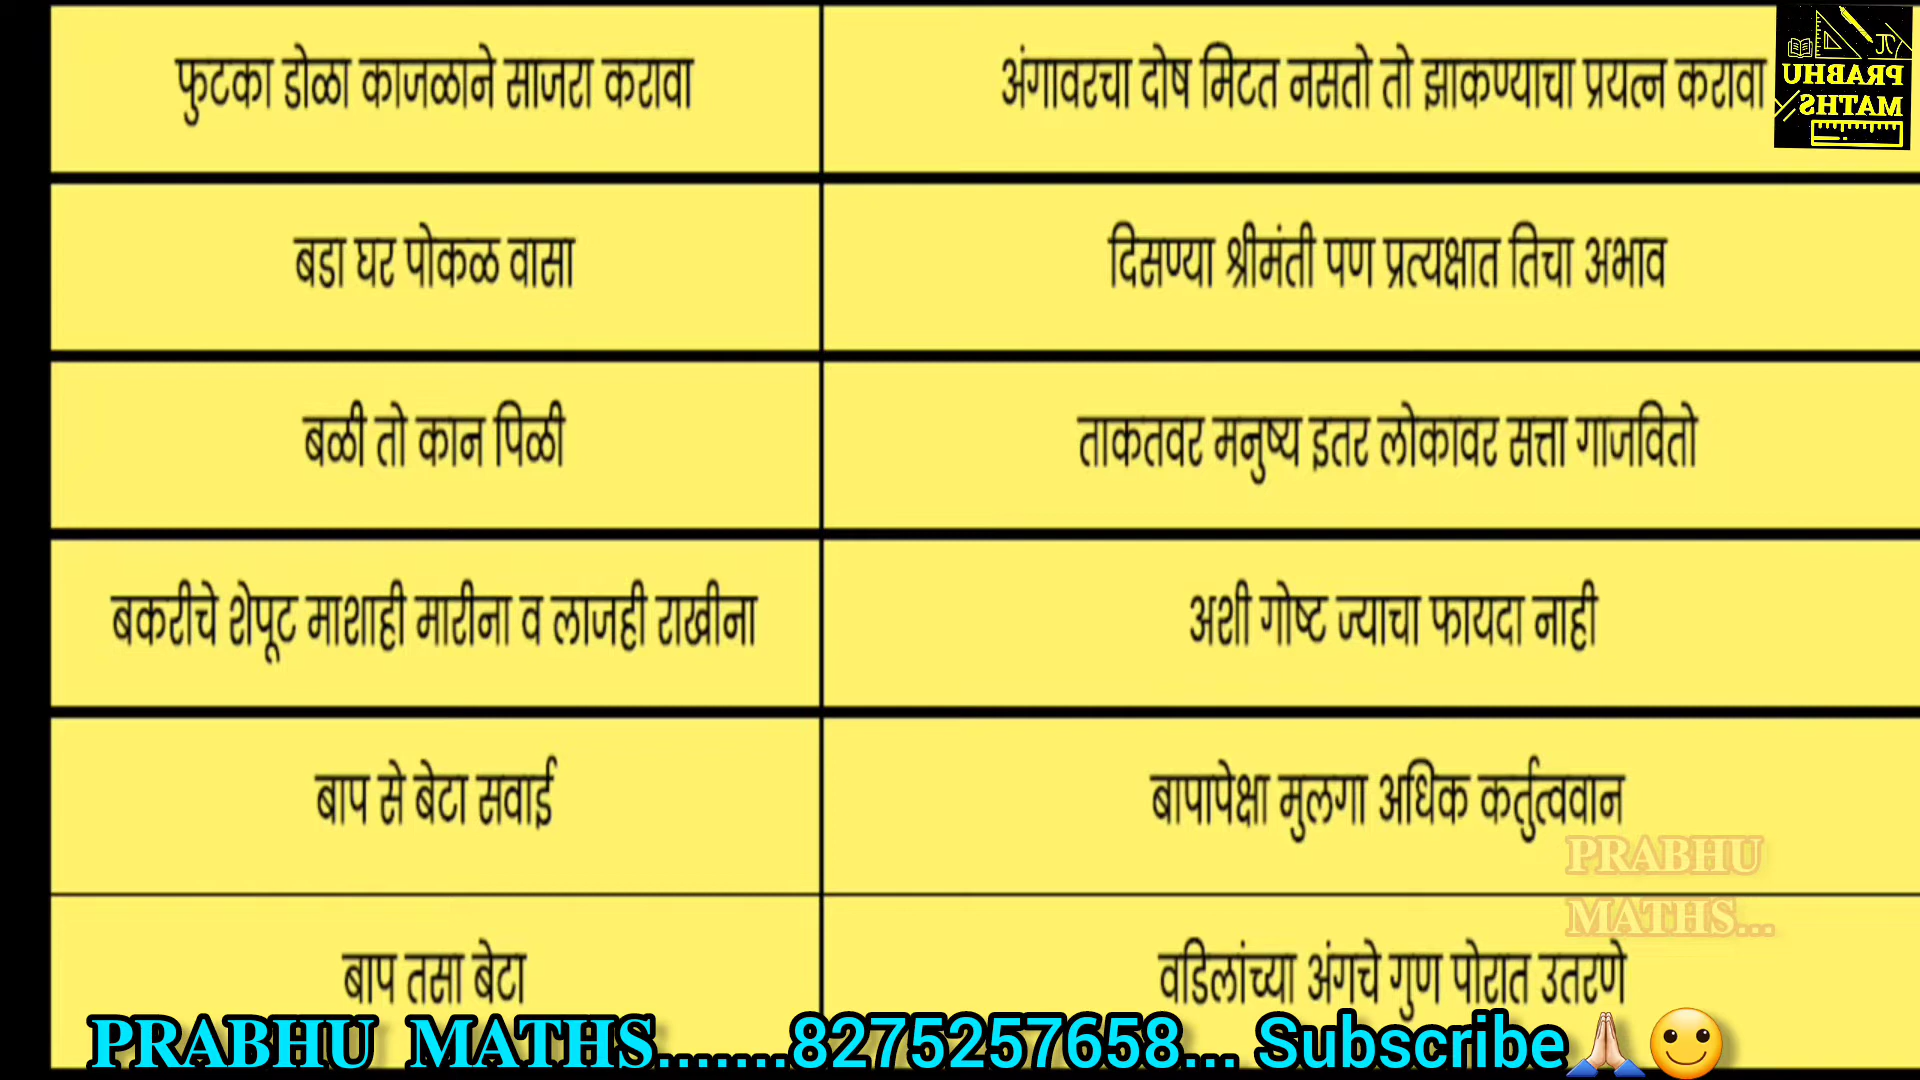 फुटका डोळा काजळाने साजरा करावा
अंगावरचा दोष मिटत नसतो तो झाकण्याचा प्रयत्न करावा
PRABHU
MATHS
बडा घर पोकळ वासा
दिसण्या श्रीमंती पण प्रत्यक्षात तिचा अभाव
बळी तो कान पिळी
ताकतवर मनुष्य इतर लोकावर सत्ता गाजवितो
बकरीचे शेपूट माशाही मारीना व लाजही राखीना
अशी गोष्ट ज्याचा फायदा नाही
बाप से बेटा सवाई
बापापेक्षा मुलगा अधिक कर्तुत्ववान
PRABHU
MATHS...
बाप तसा बेटा
वडिलांच्या अंगचे गुण पोरात उतरणे
PRABHU MATHS.......8275257658... Subscribe🙏🏻🙂